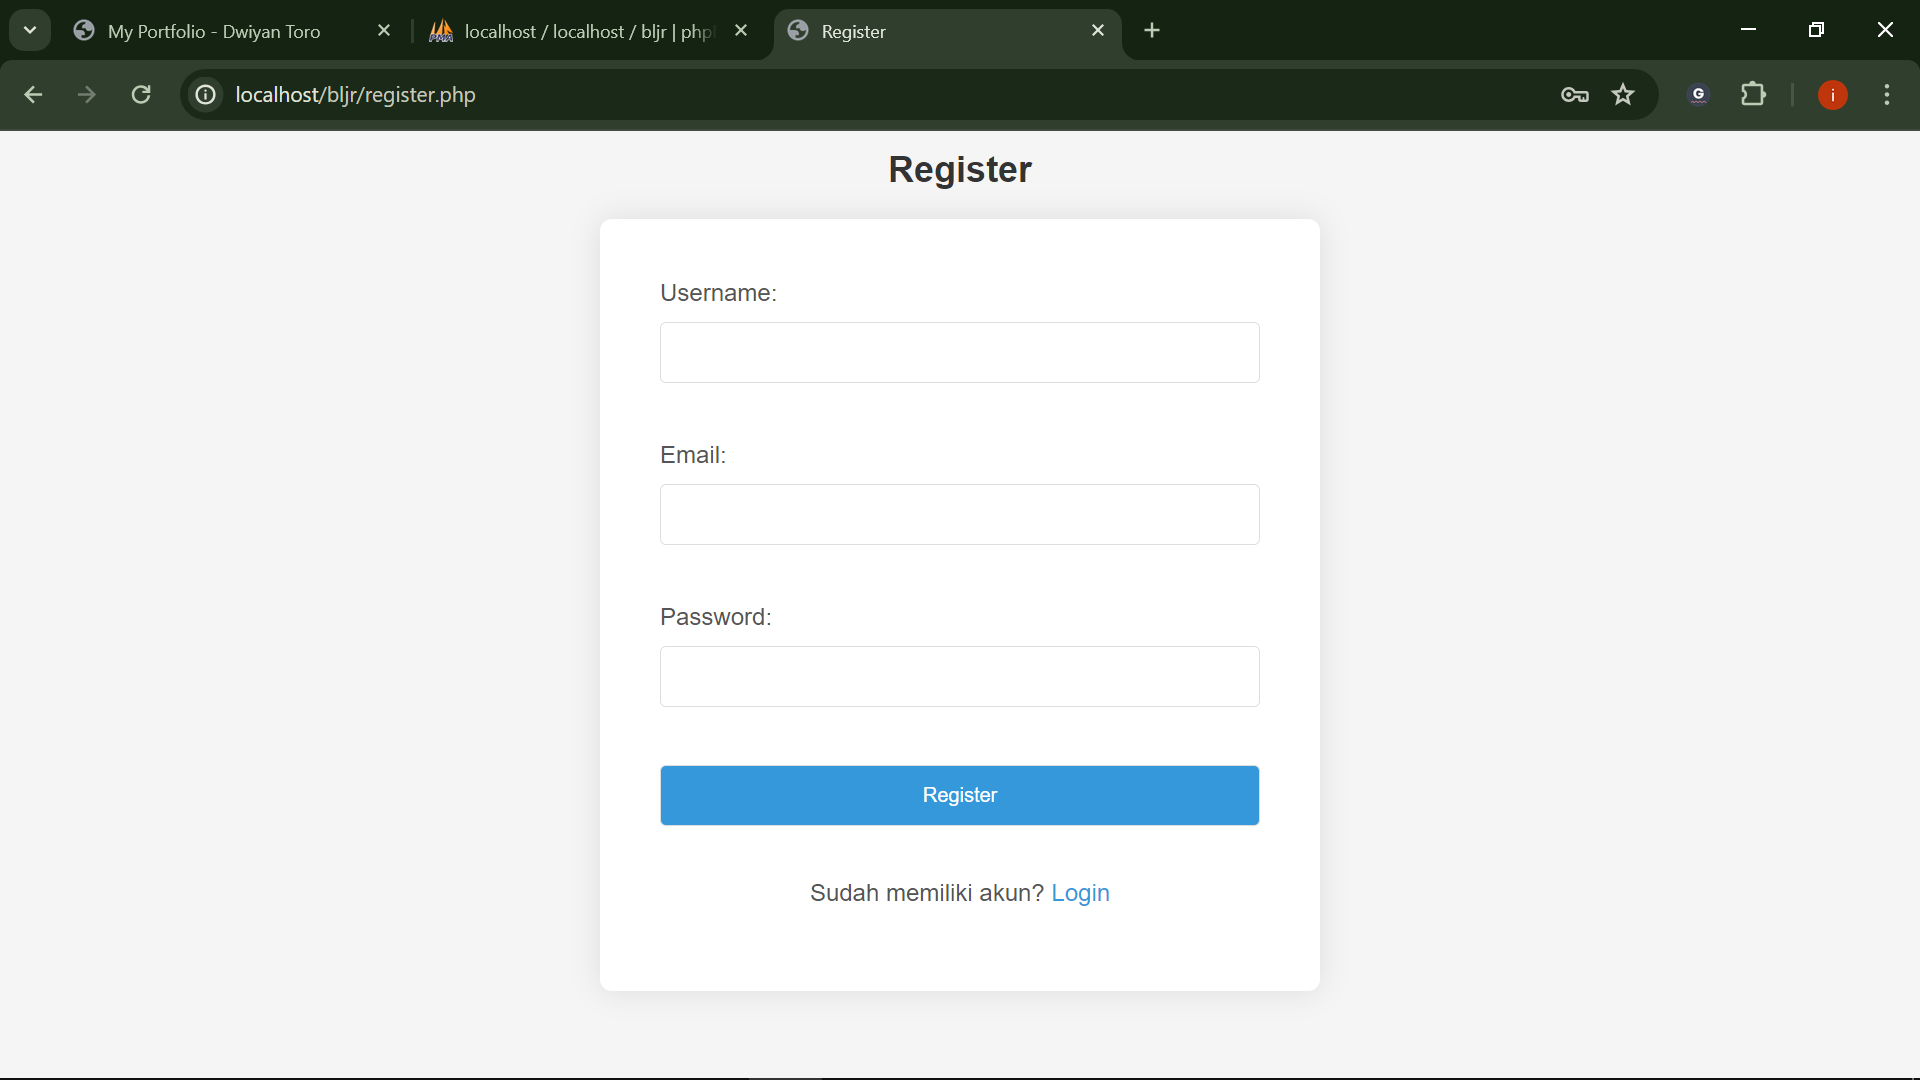 My Portfolio - Dwiyan Toro
localhost / localhost / bljr | php
Register
localhost/bljr/register.php
G
i
Register
Username:
Email:
Password:
Register
Sudah memiliki akun? Login